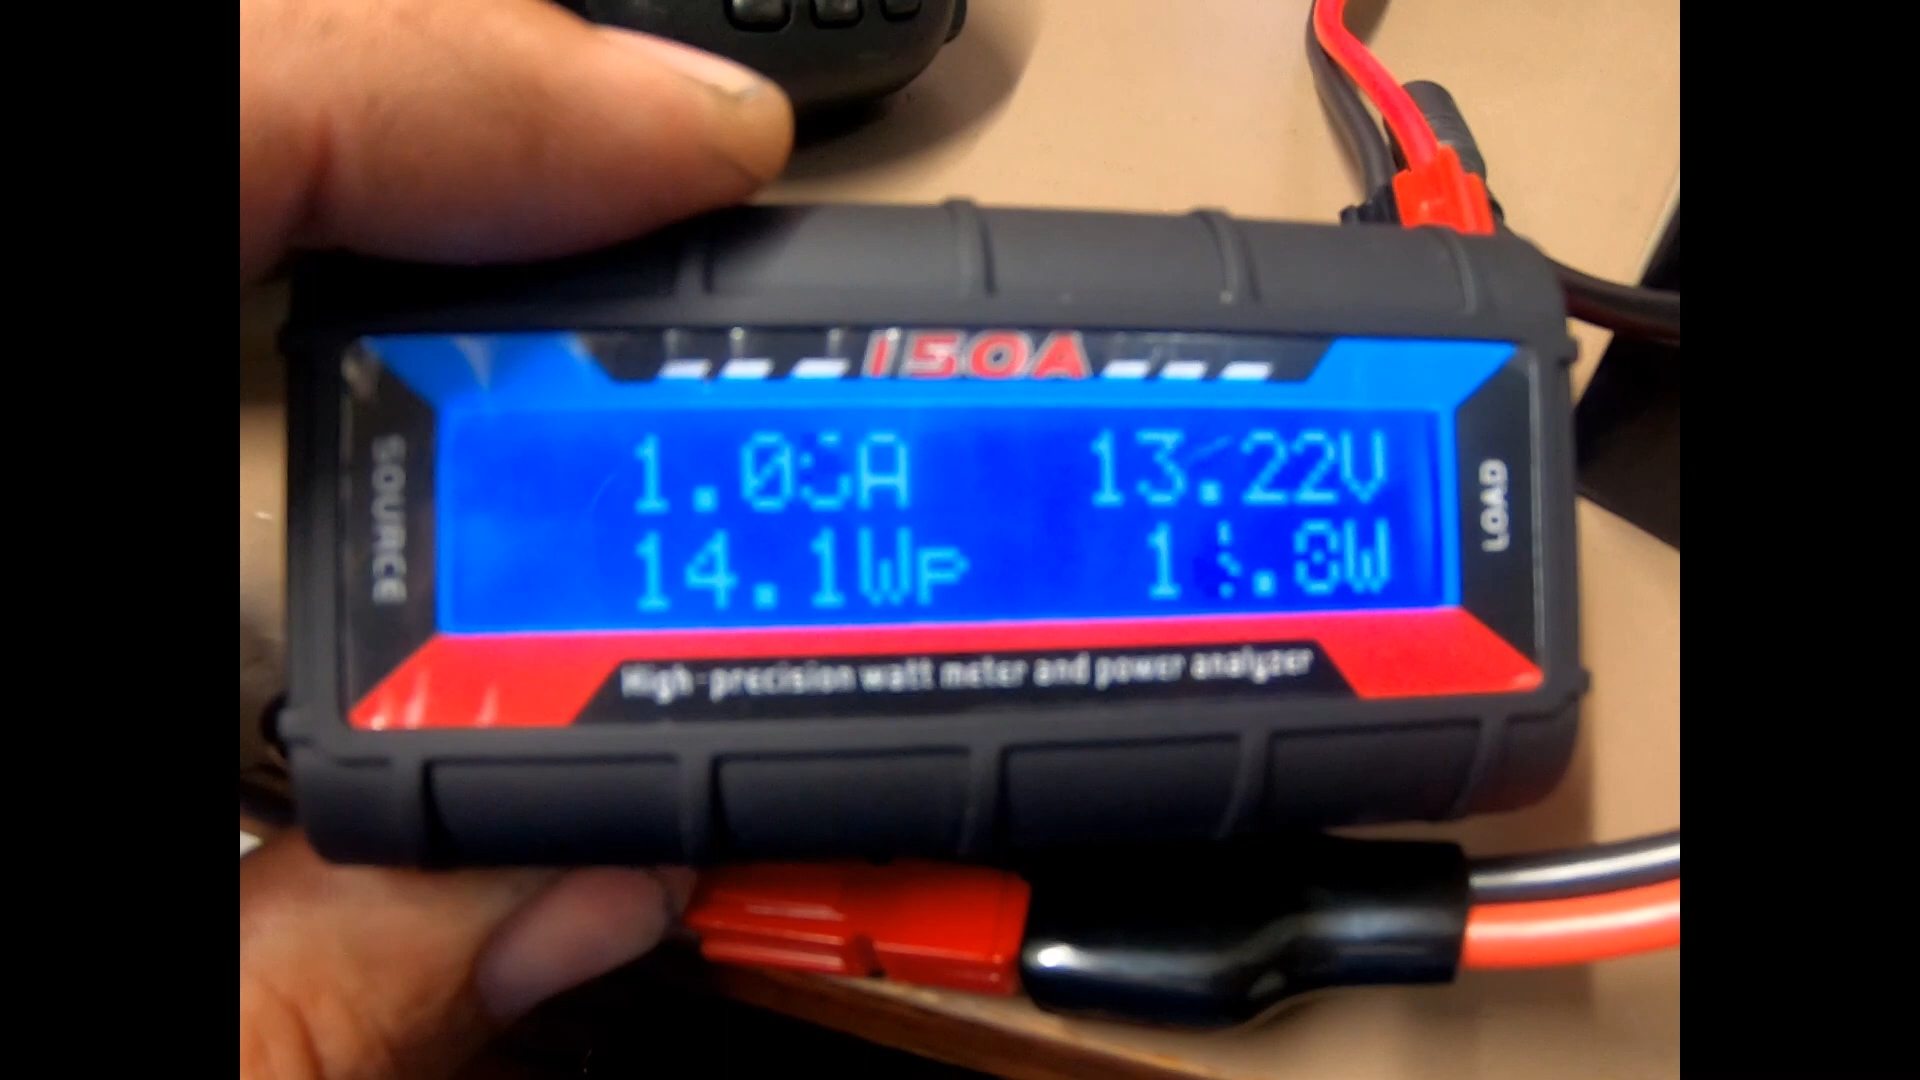 150A
SOURCE
13.22V
14.1Wp
LOAD
High-precision watt meter and power analyzer